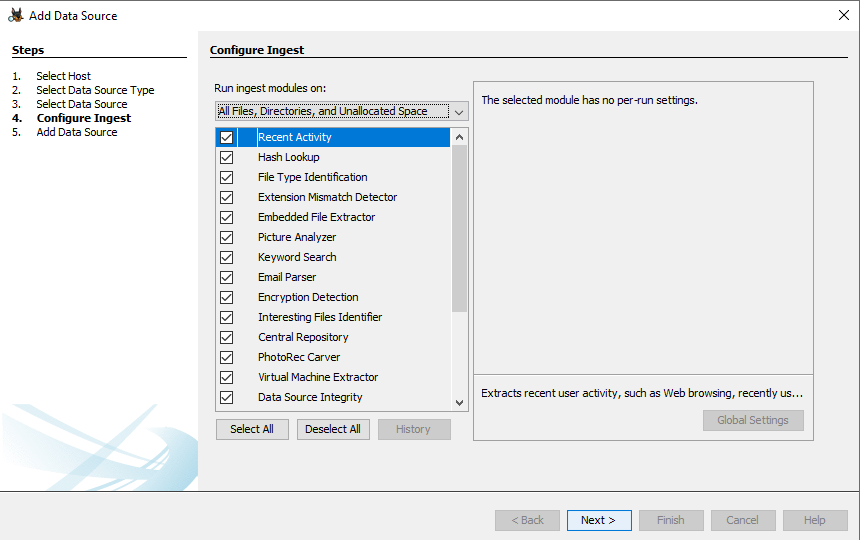 Add Data Source
Steps
1. Select Host
2. Select Data Source Type
3. Select Data Source
4. Configure Ingest
5. Add Data Source
Configure Ingest
Run ingest modules on:
All Files, Directories, and Unallocated Space
Recent Activity
Hash Lookup
File Type Identification
Extension Mismatch Detector
Embedded File Extractor
Picture Analyzer
Keyword Search
Email Parser
Encryption Detection
Interesting Files Identifier
Central Repository
PhotoRec Carver
Virtual Machine Extractor
Data Source Integrity
Select All
Deselect All
History
The selected module has no per-run settings.
Extracts recent user activity, such as Web browsing, recently us...
Global Settings
< Back
Next >
Finish
Cancel
Help